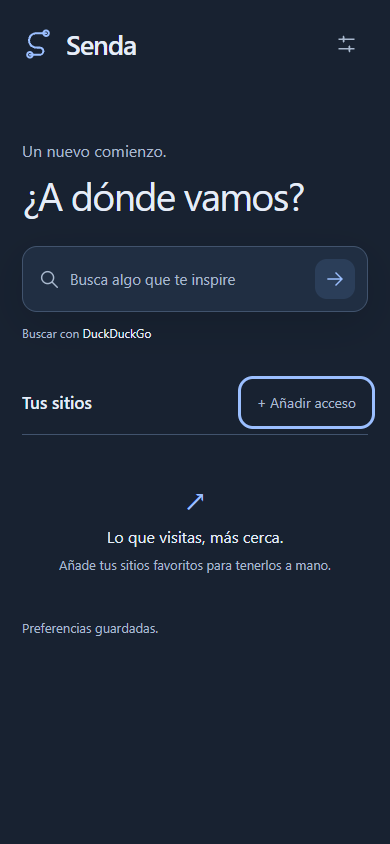 Senda
Un nuevo comienzo.
¿A dónde vamos?
Busca algo que te inspire
Buscar con DuckDuckGo
Tus sitios
+ Añadir acceso
Lo que visitas, más cerca.
Añade tus sitios favoritos para tenerlos a mano.
Preferencias guardadas.